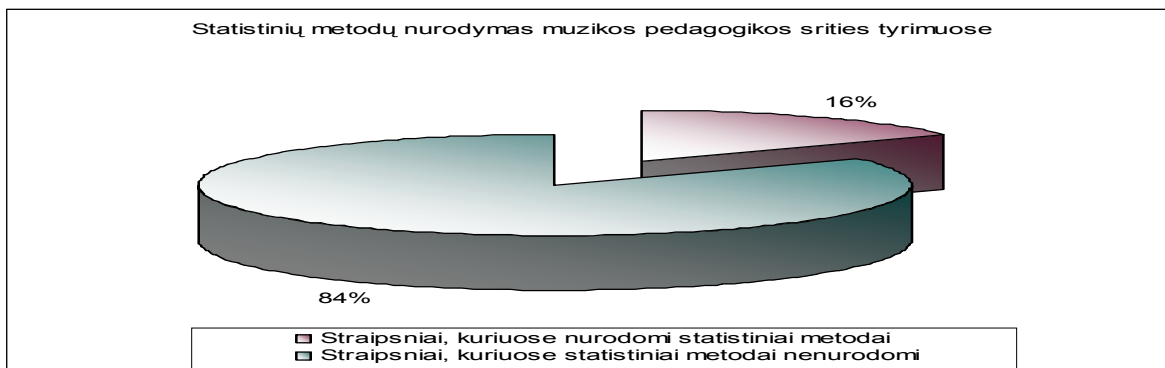 Statistinių metodų nurodymas muzikos pedagogikos srities tyrimuose
16%
84%
Straipsniai, kuriuose nurodomi statistiniai metodai
Straipsniai, kuriuose statistiniai metodai nenurodomi